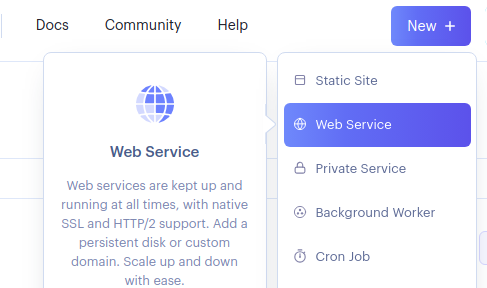 Docs
Community
Help
New +
Web Service
Web services are kept up and
running at all times, with native
SSL and HTTP/2 support. Add a
persistent disk or custom
domain. Scale up and down
with ease.
Static Site
Web Service
Private Service
Background Worker
Cron Job